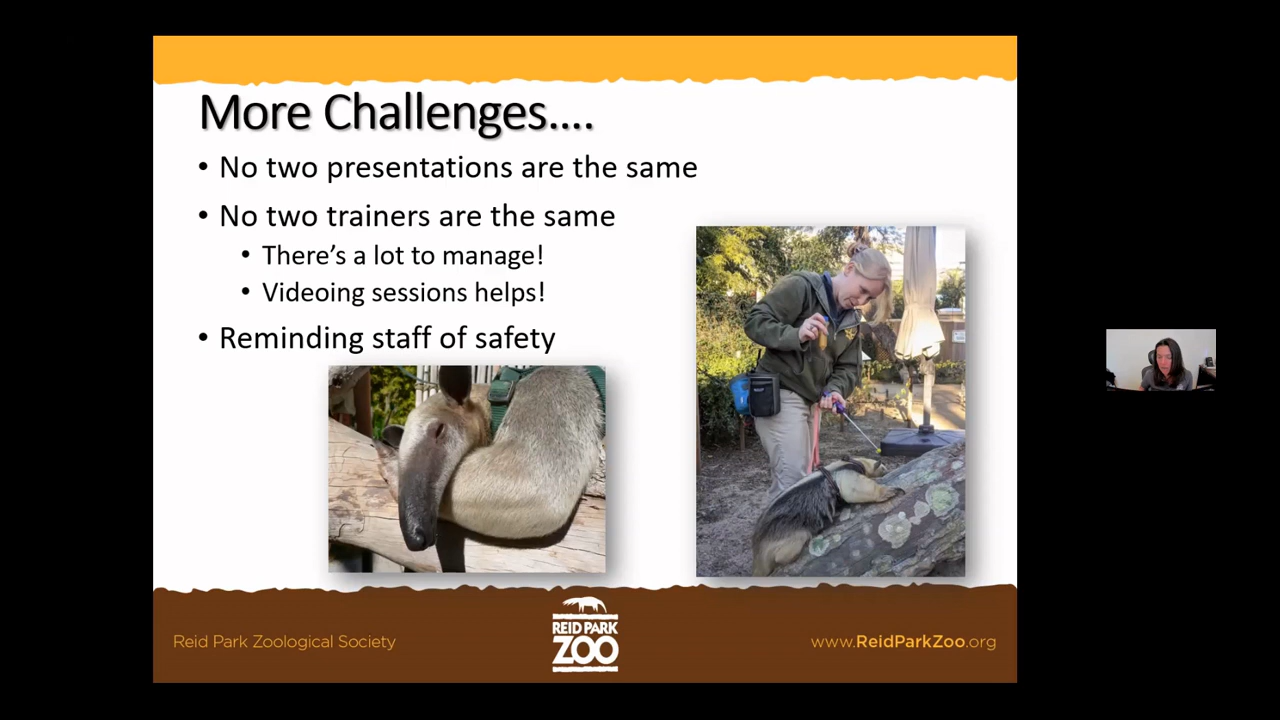 More Challenges....
• No two presentations are the same
• No two trainers are the same
• There's a lot to manage!
• Videoing sessions helps!
• Reminding staff of safety
Reid Park Zoological Society
REID PARK
ZOO
www.ReidParkZoo.org